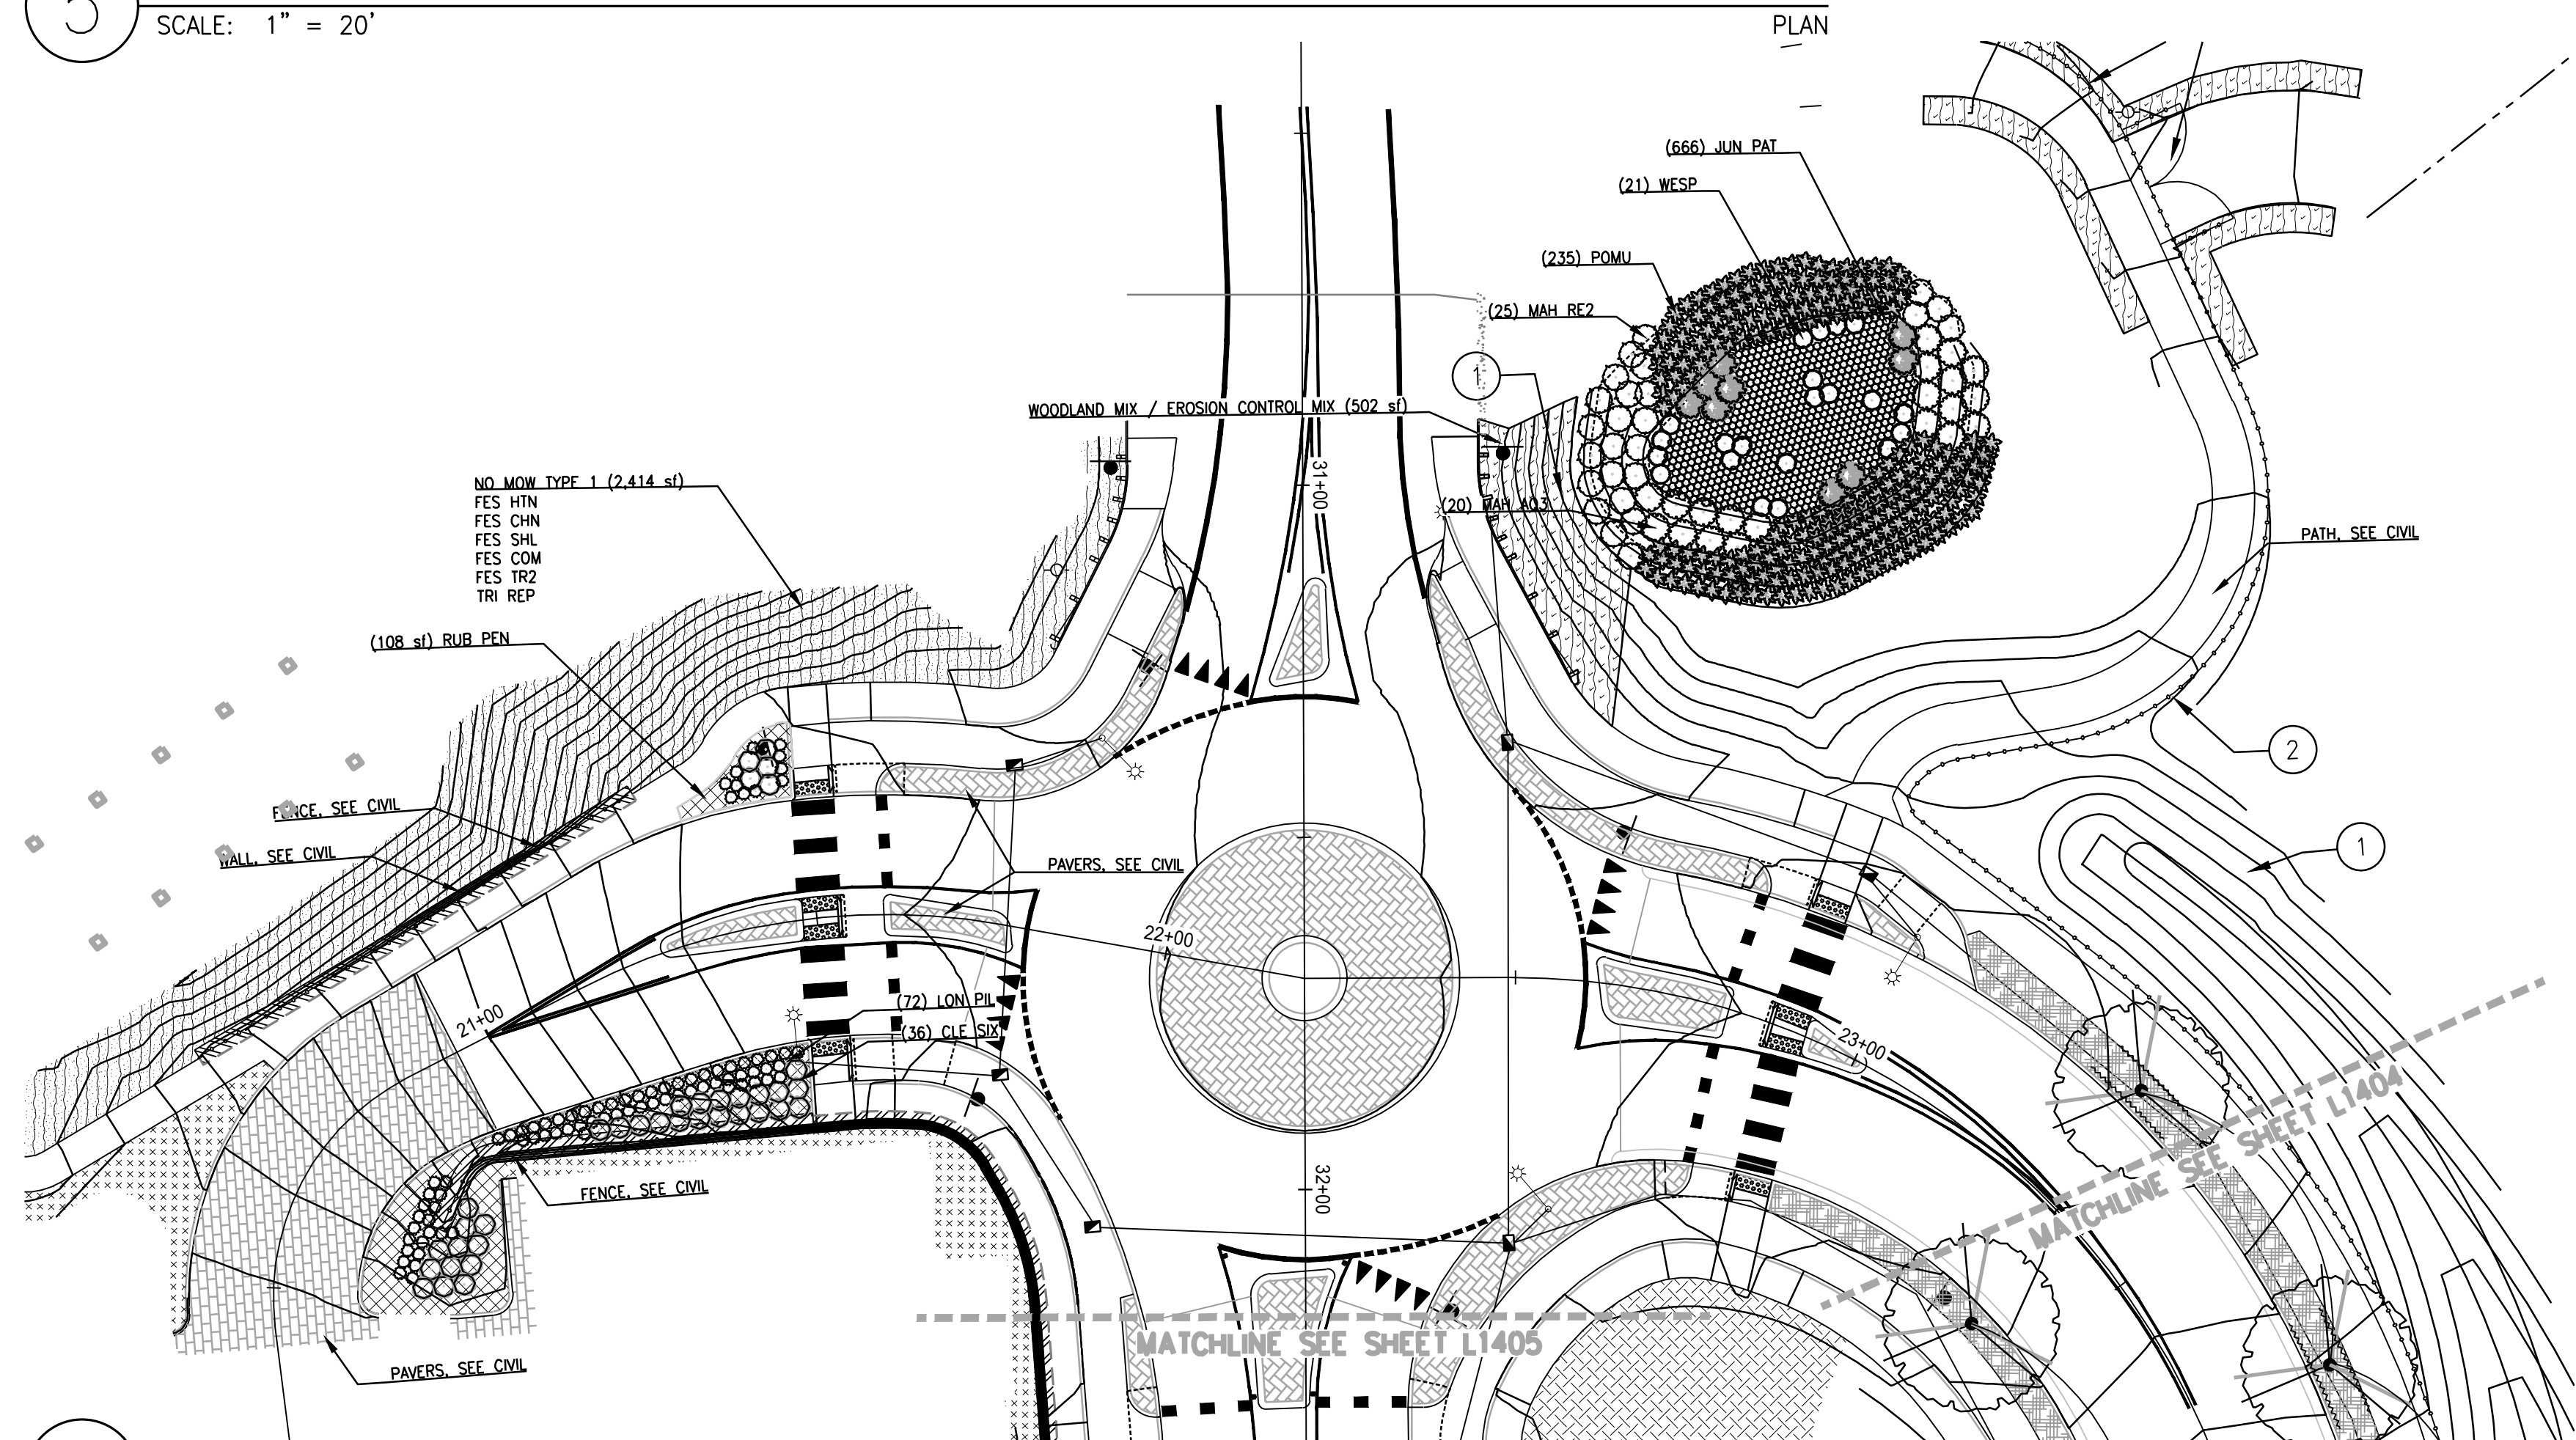 SCALE: 1" = 20'
PLAN
(666) JUN PAT
(21) WESP
(235) POMU
(25) MAH RE2
1
WOODLAND MIX / EROSION CONTROL MIX (502 sf)
31+00
(20) MAH AQ3
NO MOW TYPE 1 (2,414 sf)
FES HTN
FES CHN
FES SHL
FES COM
FES TR2
TRI REP
PATH, SEE CIVIL
(108 sf) RUB PEN
2
FENCE, SEE CIVIL
WALL, SEE CIVIL
PAVERS, SEE CIVIL
1
22+00
21+00
(72) LON PIL
(36) CLE SIX
23+00
MATCHLINE SEE SHEET L1404
FENCE, SEE CIVIL
32+00
MATCHLINE SEE SHEET L1405
PAVERS, SEE CIVIL